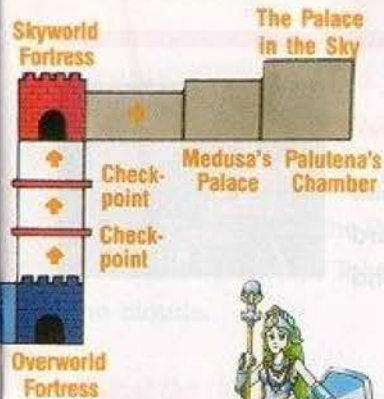 Skyworld
Fortress
The Palace
in the Sky
Check-
point
Medusa's
Palace
Palutena's
Chamber
Check-
point
Overworld
Fortress